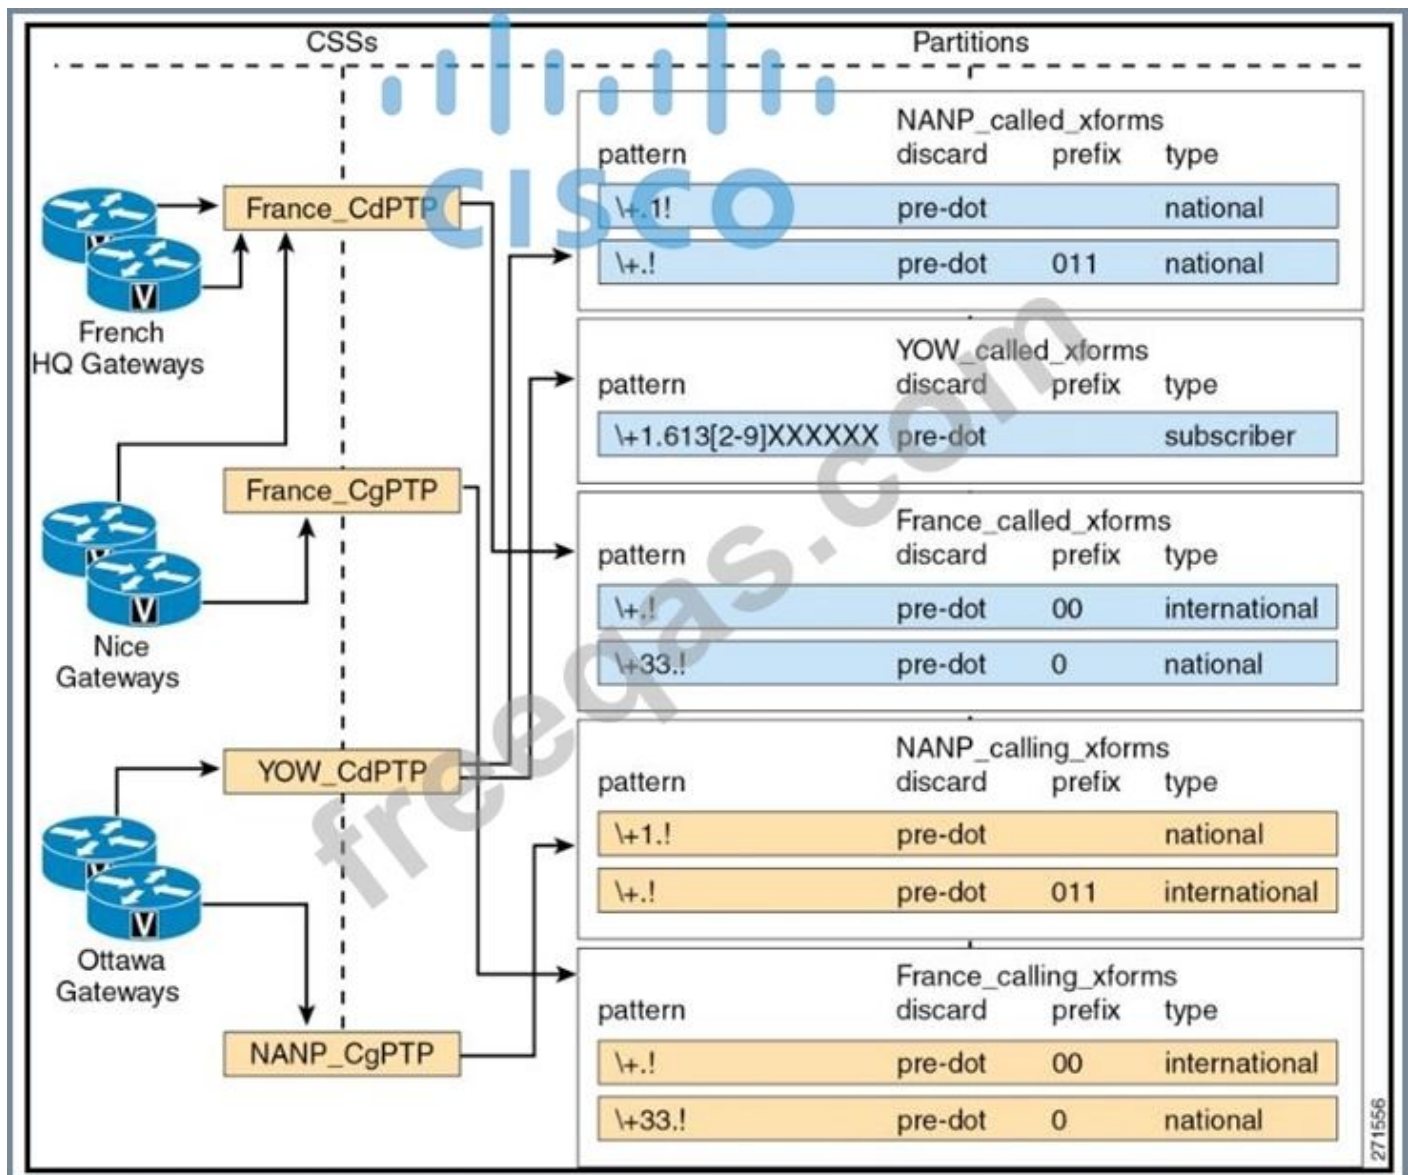 CSSs Partitions
CISCO
NANP_called_xforms
pattern discard prefix type
\+.1! pre-dot national
\+.! pre-dot 011 national
YOW_called_xforms
pattern discard prefix type
\+1.613[2-9]XXXXXX pre-dot subscriber
France_called_xforms
pattern discard prefix type
\+.! pre-dot 00 international
\+33.! pre-dot 0 national
NANP_calling_xforms
pattern discard prefix type
\+1.! pre-dot national
\+.! pre-dot 011 international
France_calling_xforms
pattern discard prefix type
\+.! pre-dot 00 international
\+33.! pre-dot 0 national
France_CdPTP
V
French
HQ Gateways
France_CgPTP
V
Nice
Gateways
YOW_CdPTP
V
Ottawa
Gateways
NANP_CgPTP
freeqas.com
271556